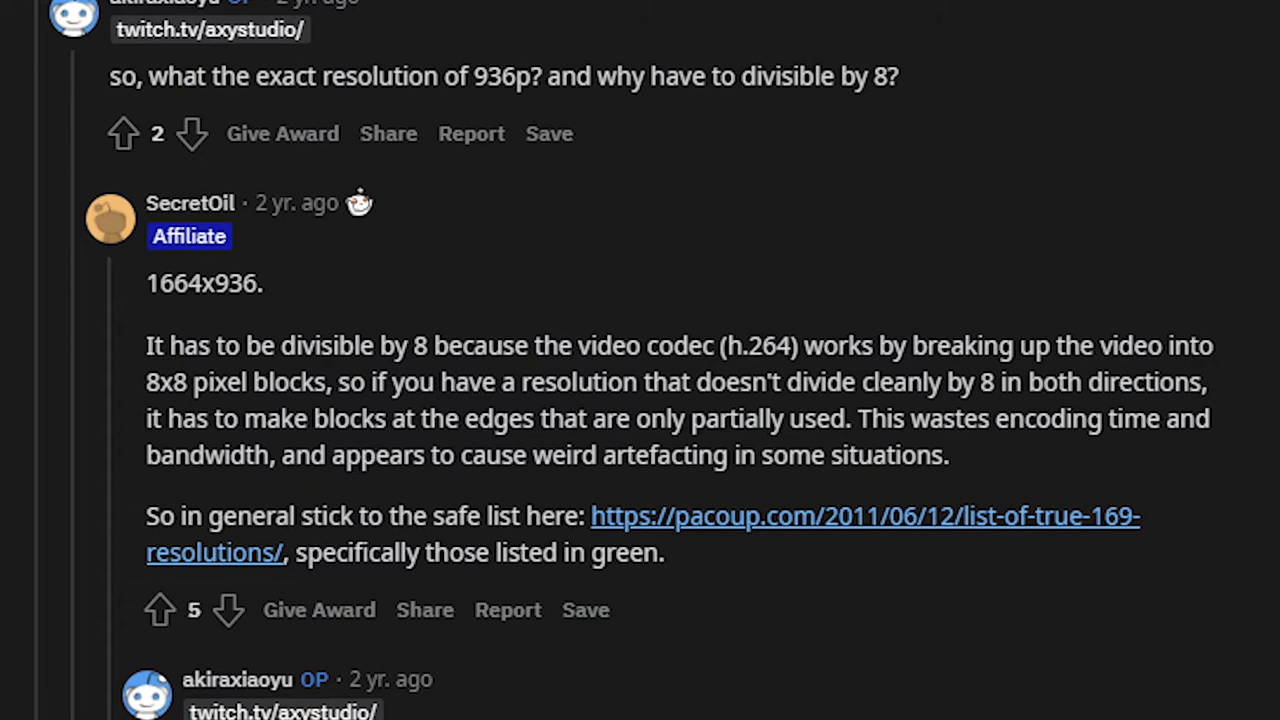 akiraxiaoyu OP · 2 yr. ago
twitch.tv/axystudio/
so, what the exact resolution of 936p? and why have to divisible by 8?
2 Give Award Share Report Save
SecretOil · 2 yr. ago
Affiliate
1664x936.
It has to be divisible by 8 because the video codec (h.264) works by breaking up the video into
8x8 pixel blocks, so if you have a resolution that doesn't divide cleanly by 8 in both directions,
it has to make blocks at the edges that are only partially used. This wastes encoding time and
bandwidth, and appears to cause weird artefacting in some situations.
So in general stick to the safe list here: https://pacoup.com/2011/06/12/list-of-true-169-
resolutions/, specifically those listed in green.
5 Give Award Share Report Save
akiraxiaoyu OP · 2 yr. ago
twitch.tv/axystudio/